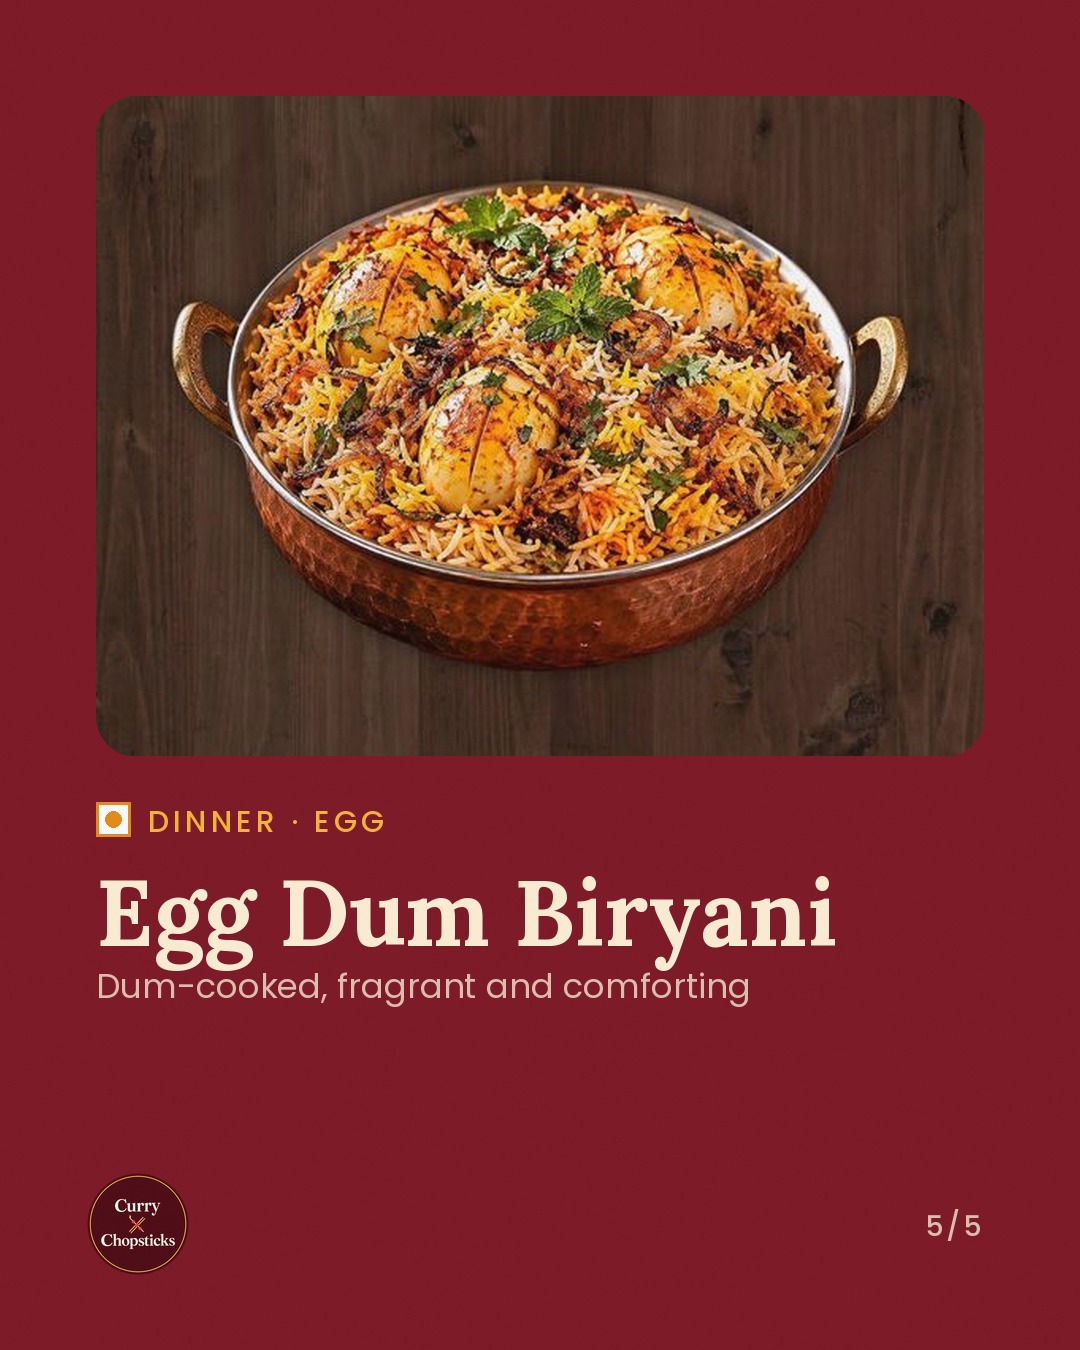 DINNER · EGG
Egg Dum Biryani
Dum-cooked, fragrant and comforting
Curry
Chopsticks
5/5